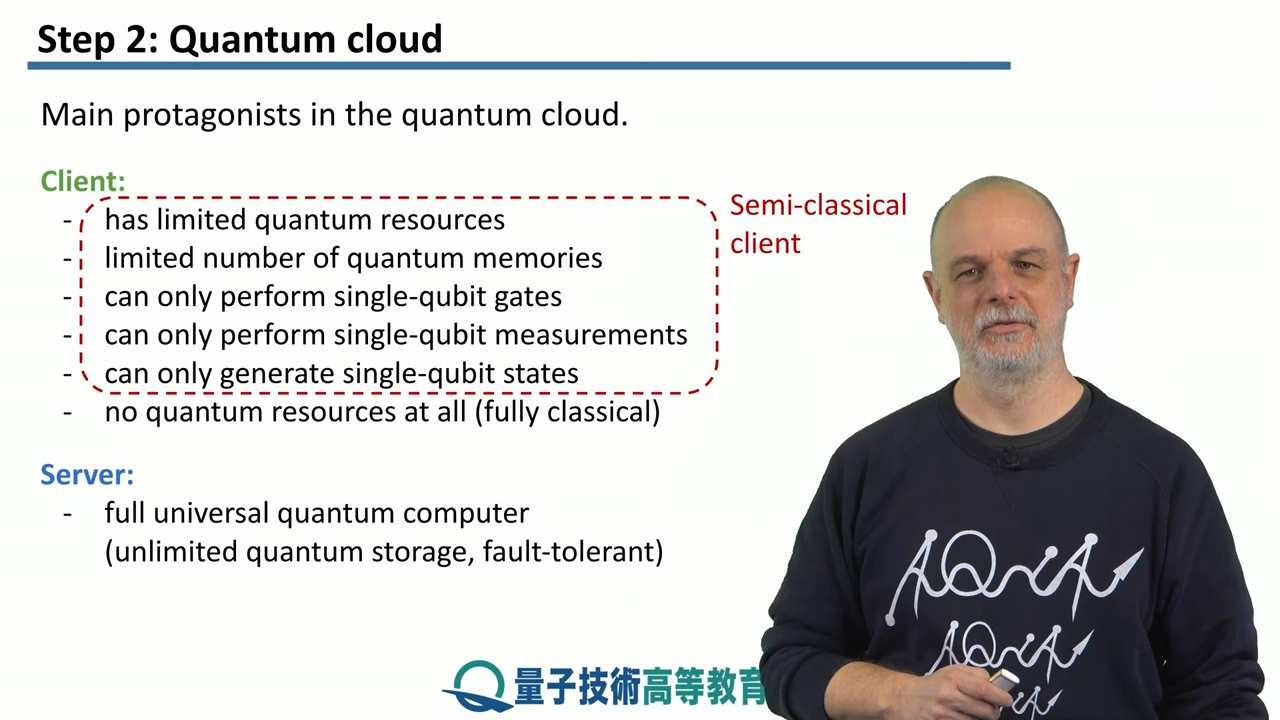 Step 2: Quantum cloud
Main protagonists in the quantum cloud.
Client:
- has limited quantum resources
- limited number of quantum memories
- can only perform single-qubit gates
- can only perform single-qubit measurements
- can only generate single-qubit states
- no quantum resources at all (fully classical)
Semi-classical
client
Server:
- full universal quantum computer
(unlimited quantum storage, fault-tolerant)
量子技術高等教育
AQUA
AQUA